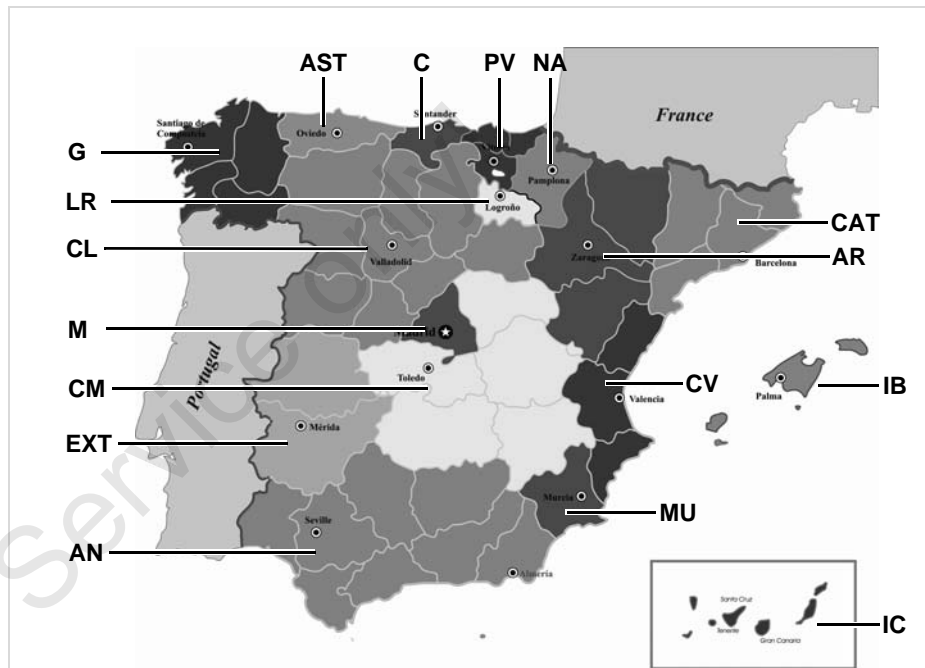 AST C PV NA
France
Santander
Santiago de
Compostela
Oviedo
G
Pamplona
LR
Logroño
CAT
CL
Valladolid
Zarago
AR
Barcelona
M
Madrid
Portugal
CM
Toledo
CV
IB
Palma
Valencia
EXT
Mérida
Murcia
MU
Seville
AN
Almería
Santa Cruz
Tenerife
Gran Canaria
IC
Service only